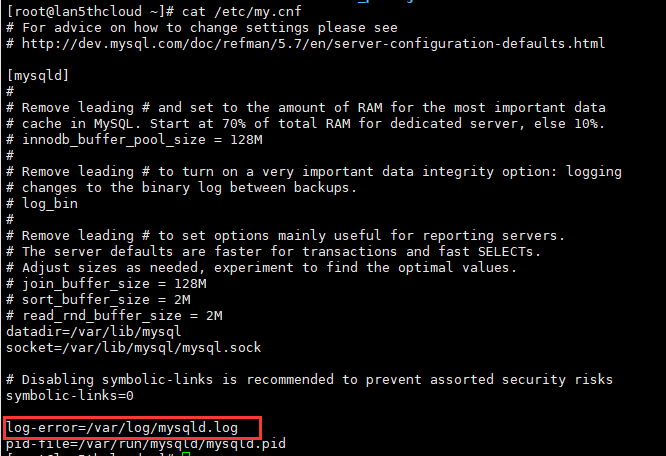 [root@lan5thcloud ~]# cat /etc/my.cnf
# For advice on how to change settings please see
# http://dev.mysql.com/doc/refman/5.7/en/server-configuration-defaults.html
[mysqld]
#
# Remove leading # and set to the amount of RAM for the most important data
# cache in MySQL. Start at 70% of total RAM for dedicated server, else 10%.
# innodb_buffer_pool_size = 128M
#
# Remove leading # to turn on a very important data integrity option: logging
# changes to the binary log between backups.
# log_bin
#
# Remove leading # to set options mainly useful for reporting servers.
# The server defaults are faster for transactions and fast SELECTs.
# Adjust sizes as needed, experiment to find the optimal values.
# join_buffer_size = 128M
# sort_buffer_size = 2M
# read_rnd_buffer_size = 2M
datadir=/var/lib/mysql
socket=/var/lib/mysql/mysql.sock
# Disabling symbolic-links is recommended to prevent assorted security risks
symbolic-links=0
log-error=/var/log/mysqld.log
pid-file=/var/run/mysqld/mysqld.pid